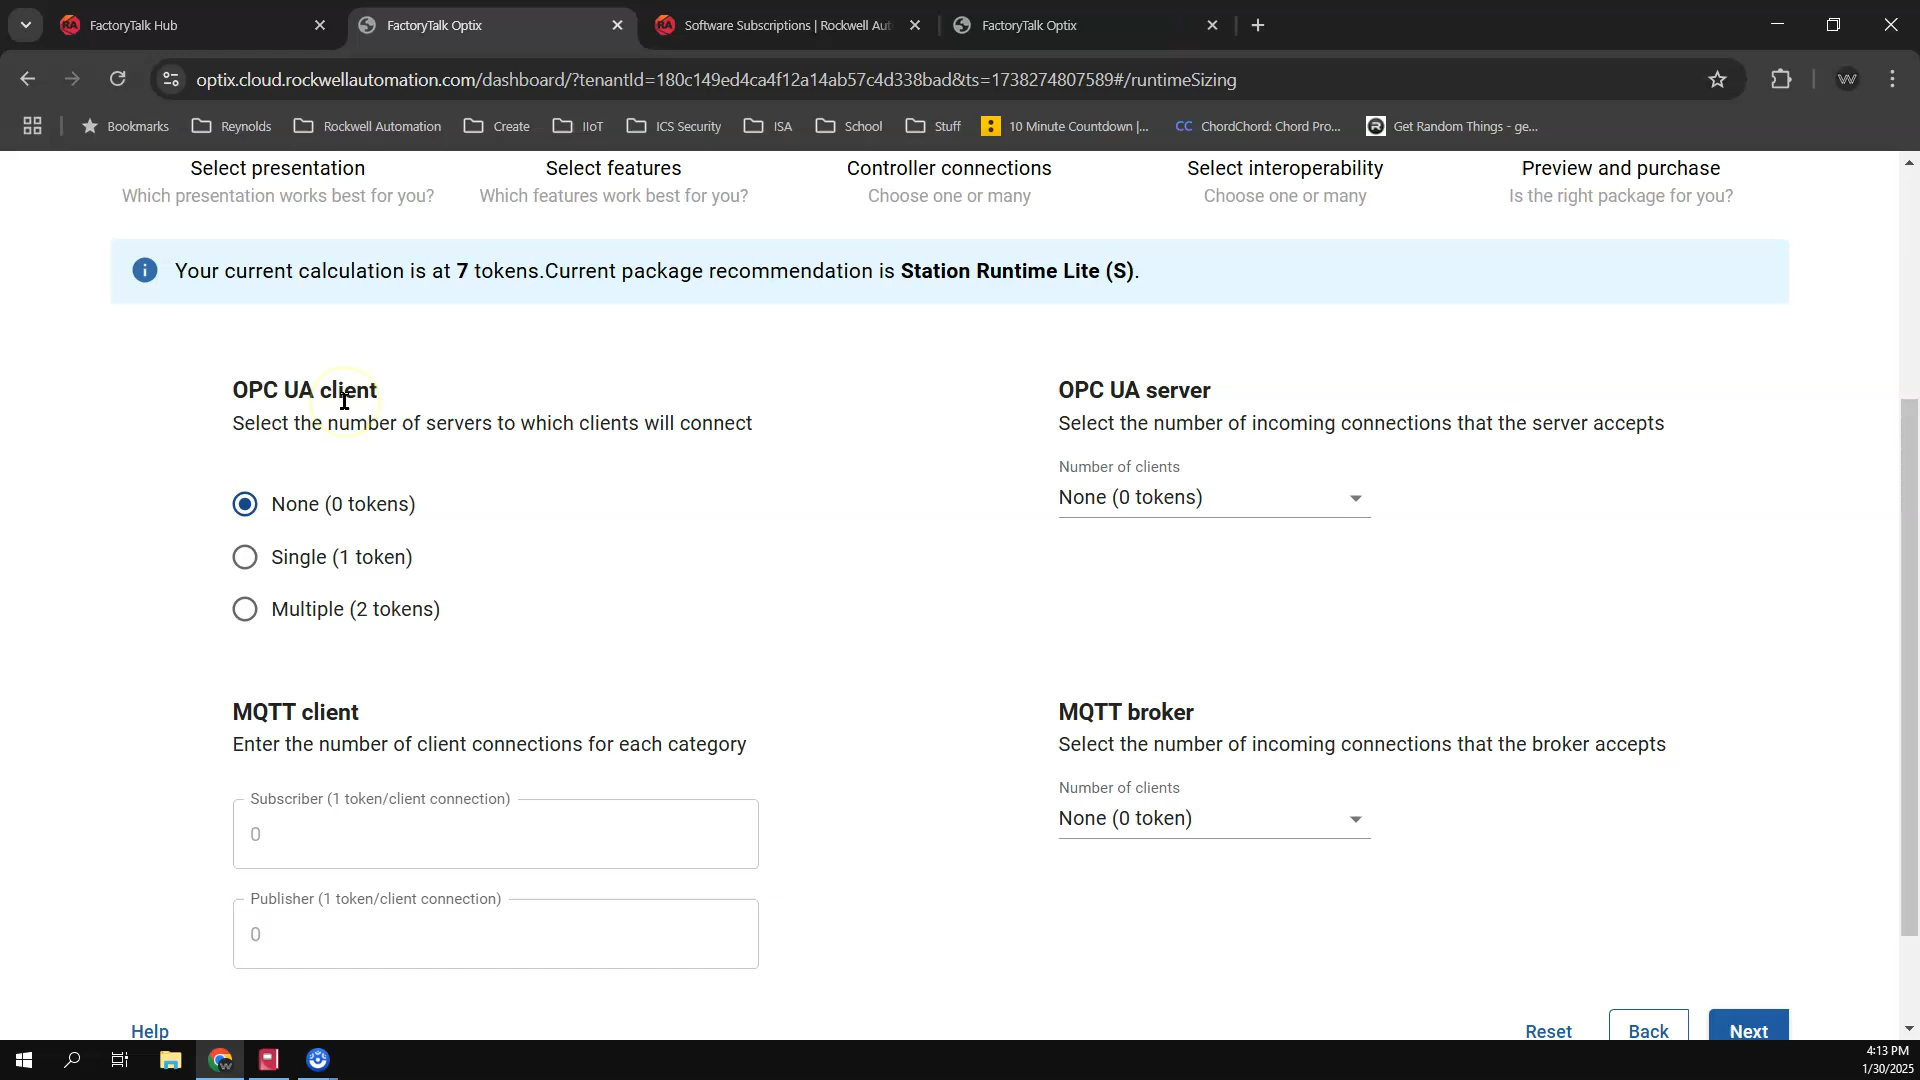 FactoryTalk Hub
FactoryTalk Optix
Software Subscriptions | Rockwell Aut
FactoryTalk Optix
optix.cloud.rockwellautomation.com/dashboard/?tenantId=180c149ed4ca4f12a14ab57c4d338bad&ts=1738274807589#/runtimeSizing
Bookmarks
Reynolds
Rockwell Automation
Create
IIoT
ICS Security
ISA
School
Stuff
10 Minute Countdown |...
CC ChordChord: Chord Pro...
Get Random Things - ge...
Select presentation
Which presentation works best for you?
Select features
Which features work best for you?
Controller connections
Choose one or many
Select interoperability
Choose one or many
Preview and purchase
Is the right package for you?
Your current calculation is at 7 tokens.Current package recommendation is Station Runtime Lite (S).
OPC UA client
Select the number of servers to which clients will connect
None (0 tokens)
Single (1 token)
Multiple (2 tokens)
OPC UA server
Select the number of incoming connections that the server accepts
Number of clients
None (0 tokens)
MQTT client
Enter the number of client connections for each category
Subscriber (1 token/client connection)
0
Publisher (1 token/client connection)
0
MQTT broker
Select the number of incoming connections that the broker accepts
Number of clients
None (0 token)
Help
Reset
Back
Next
4:13 PM
1/30/2025